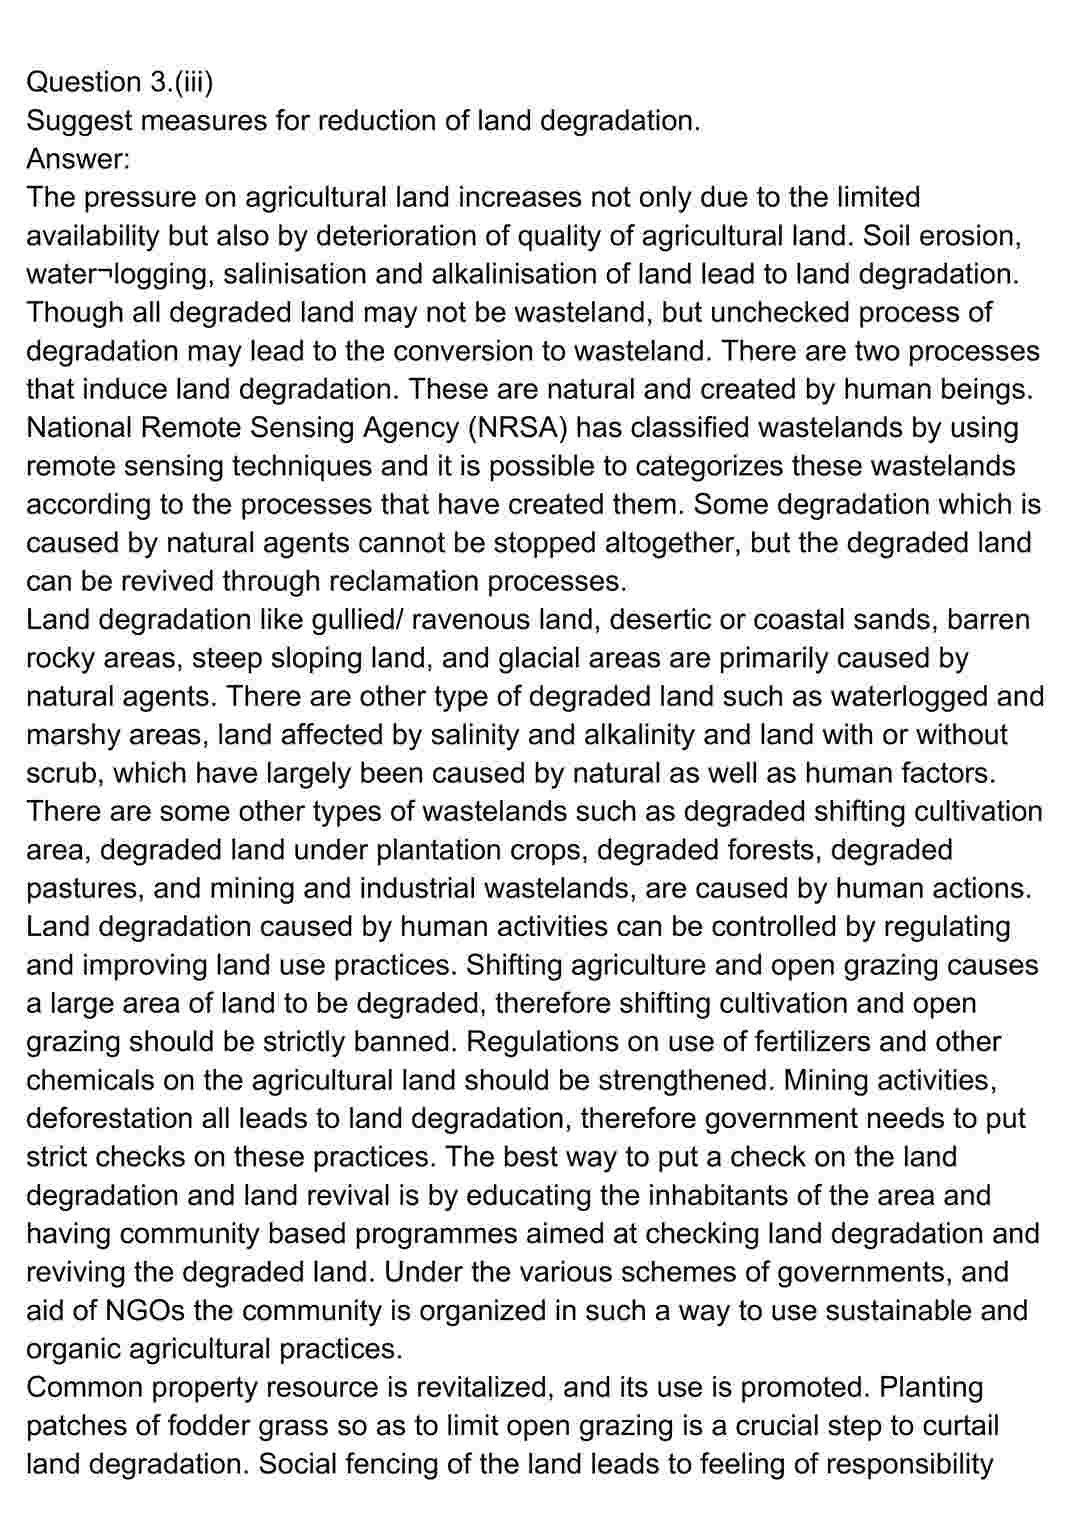 Question 3.(iii)
Suggest measures for reduction of land degradation.
Answer:
The pressure on agricultural land increases not only due to the limited
availability but also by deterioration of quality of agricultural land. Soil erosion,
water¬logging, salinisation and alkalinisation of land lead to land degradation.
Though all degraded land may not be wasteland, but unchecked process of
degradation may lead to the conversion to wasteland. There are two processes
that induce land degradation. These are natural and created by human beings.
National Remote Sensing Agency (NRSA) has classified wastelands by using
remote sensing techniques and it is possible to categorizes these wastelands
according to the processes that have created them. Some degradation which is
caused by natural agents cannot be stopped altogether, but the degraded land
can be revived through reclamation processes.
Land degradation like gullied/ ravenous land, desertic or coastal sands, barren
rocky areas, steep sloping land, and glacial areas are primarily caused by
natural agents. There are other type of degraded land such as waterlogged and
marshy areas, land affected by salinity and alkalinity and land with or without
scrub, which have largely been caused by natural as well as human factors.
There are some other types of wastelands such as degraded shifting cultivation
area, degraded land under plantation crops, degraded forests, degraded
pastures, and mining and industrial wastelands, are caused by human actions.
Land degradation caused by human activities can be controlled by regulating
and improving land use practices. Shifting agriculture and open grazing causes
a large area of land to be degraded, therefore shifting cultivation and open
grazing should be strictly banned. Regulations on use of fertilizers and other
chemicals on the agricultural land should be strengthened. Mining activities,
deforestation all leads to land degradation, therefore government needs to put
strict checks on these practices. The best way to put a check on the land
degradation and land revival is by educating the inhabitants of the area and
having community based programmes aimed at checking land degradation and
reviving the degraded land. Under the various schemes of governments, and
aid of NGOs the community is organized in such a way to use sustainable and
organic agricultural practices.
Common property resource is revitalized, and its use is promoted. Planting
patches of fodder grass so as to limit open grazing is a crucial step to curtail
land degradation. Social fencing of the land leads to feeling of responsibility